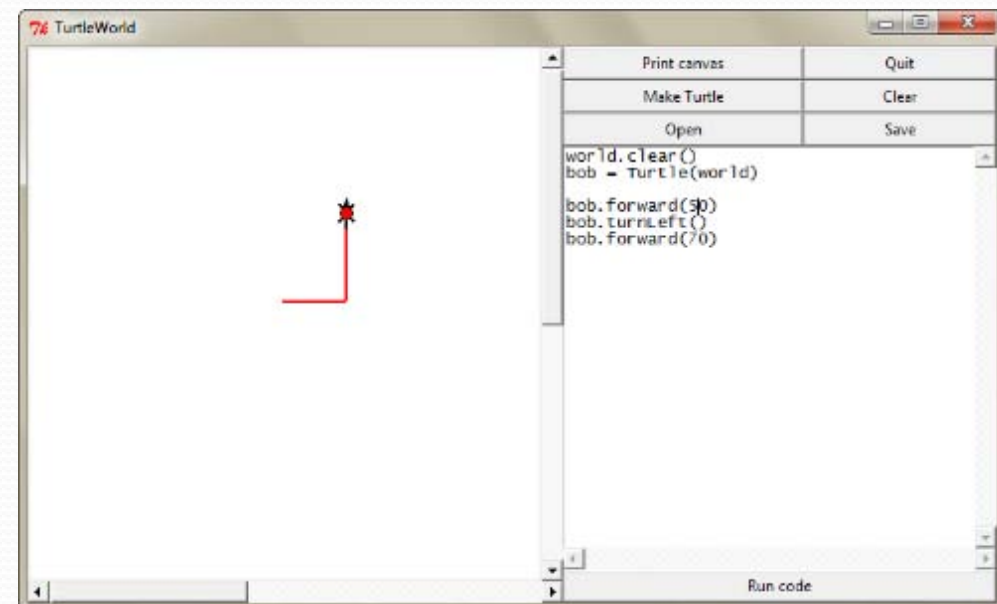 TurtleWorld
Print canvas
Quit
Make Turtle
Clear
Open
Save
world.clear()
bob = Turtle(world)
bob.forward(50)
bob.turnLeft()
bob.forward(70)
Run code